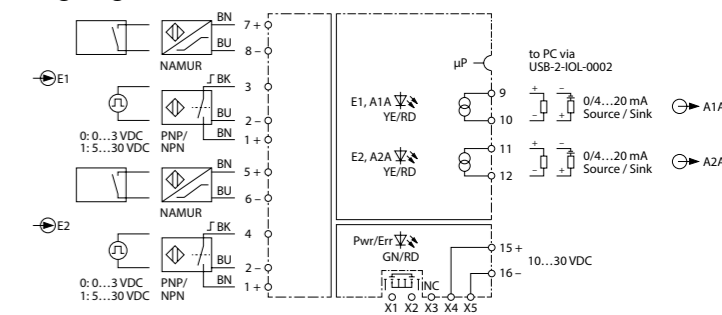 BN
7 +
BU
8 –
NAMUR
E1
BK
3
BU
2 –
BN
1 +
0: 0…3 VDC
1: 5…30 VDC
PNP/
NPN
BN
5 +
BU
6 –
NAMUR
E2
BK
4
BU
2 –
BN
1 +
0: 0…3 VDC
1: 5…30 VDC
PNP/
NPN
µP
to PC via
USB-2-IOL-0002
E1, A1A
YE/RD
9
10
+
–
–
+
0/4…20 mA
Source / Sink
A1A
E2, A2A
YE/RD
11
12
+
–
–
+
0/4…20 mA
Source / Sink
A2A
Pwr/Err
GN/RD
15 +
16 –
10…30 VDC
NC
X1 X2 X3 X4 X5